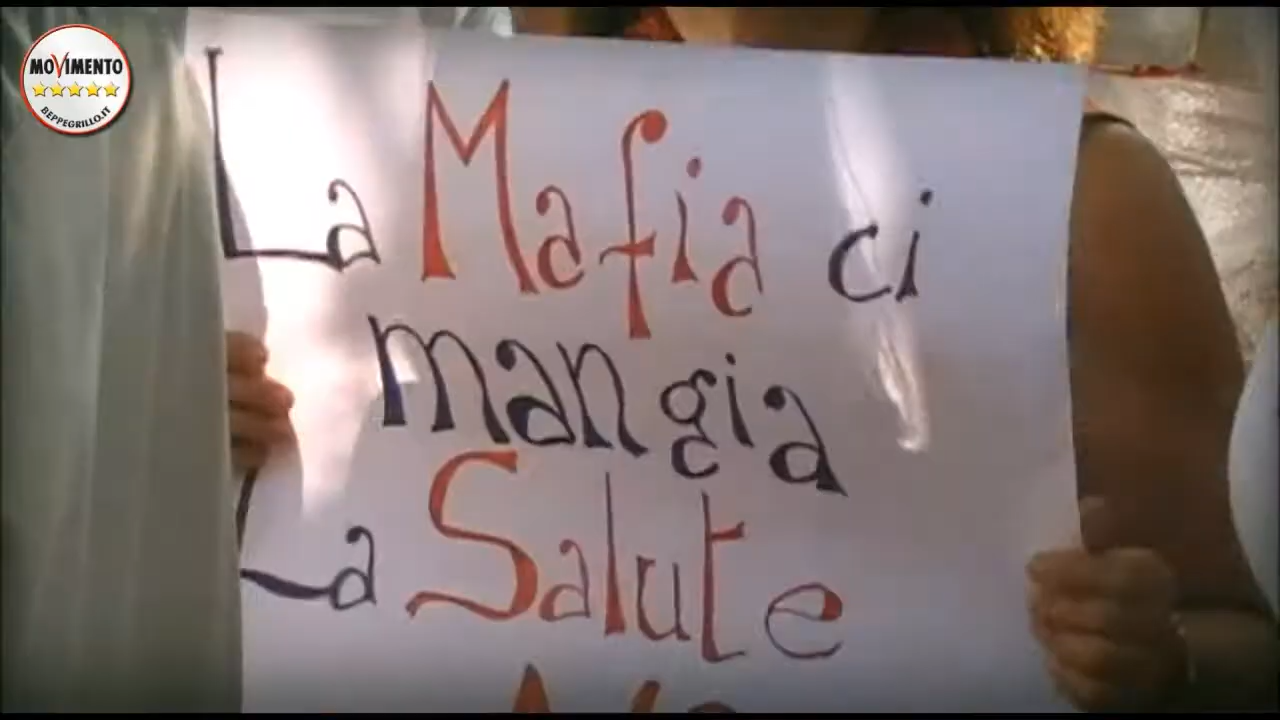 MOVIMENTO
BEPPEGRILLO.IT
La Mafia ci
mangia
La Salute